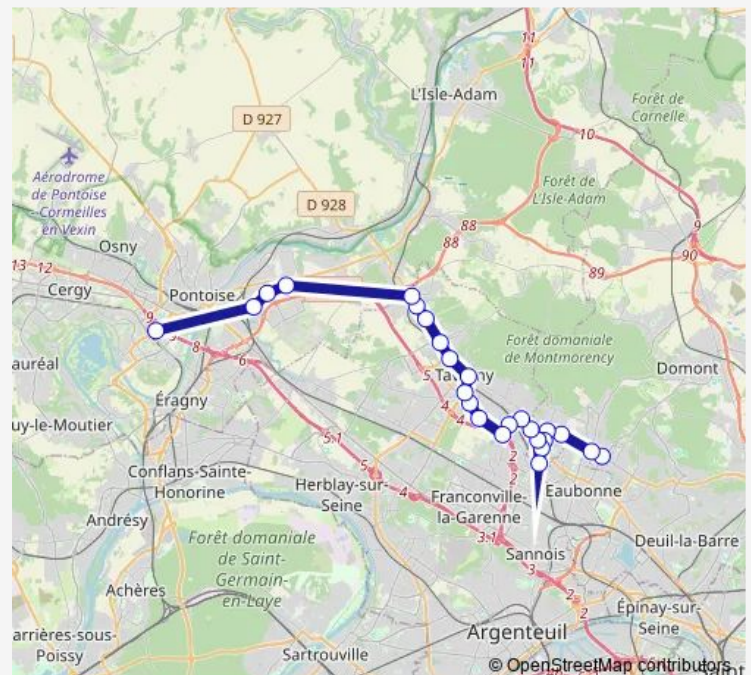 11
11
L'Isle-Adam
D 927
10
Forêt de
Carnelle
Aérodrome
de Pontoise
- Cormeilles
en Vexin
Forêt de
L'Isle-Adam
D 928
88
88
9
90
Osny
89
13 12
Cergy
9
Pontoise
8
6
Forêt domaniale
de Montmorency
auréal
5
Domont
Éragny
4
4
uy-le-Moutier
5.1
2
2
Conflans-Sainte-
Honorine
5
Herblay-sur-
Seine
4
Franconville-
la-Garenne
Eaubonne
Andrésy
3.1
Forêt domaniale
de Saint-
Germain-
en-Laye
Sannois
3
Deuil-la-Barre
Achères
2
2
Épinay-sur-
Seine
Argenteuil
arrières-sous-
Poissy
Sartrouville
© OpenStreetMap contributors